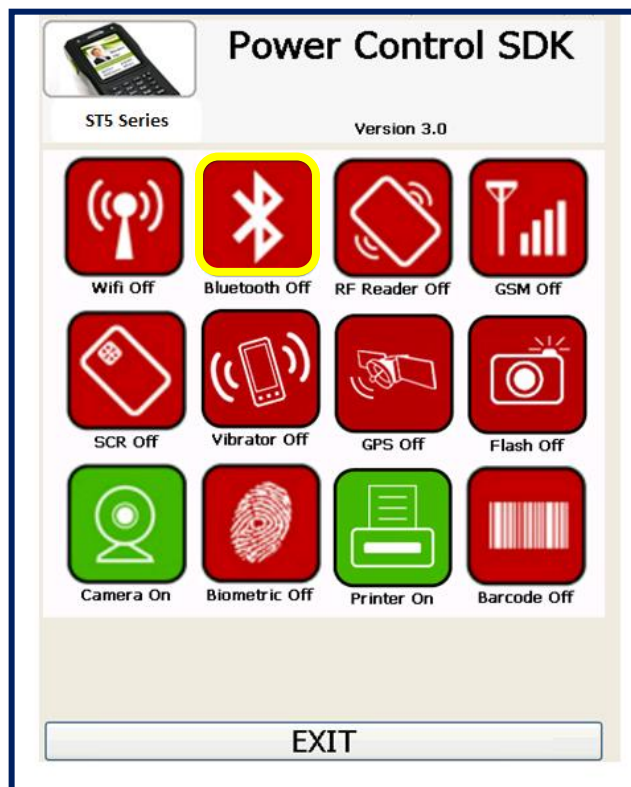 Power Control SDK
ST5 Series
Version 3.0
Wifi Off
Bluetooth Off
RF Reader Off
GSM Off
SCR Off
Vibrator Off
GPS Off
Flash Off
Camera On
Biometric Off
Printer On
Barcode Off
EXIT